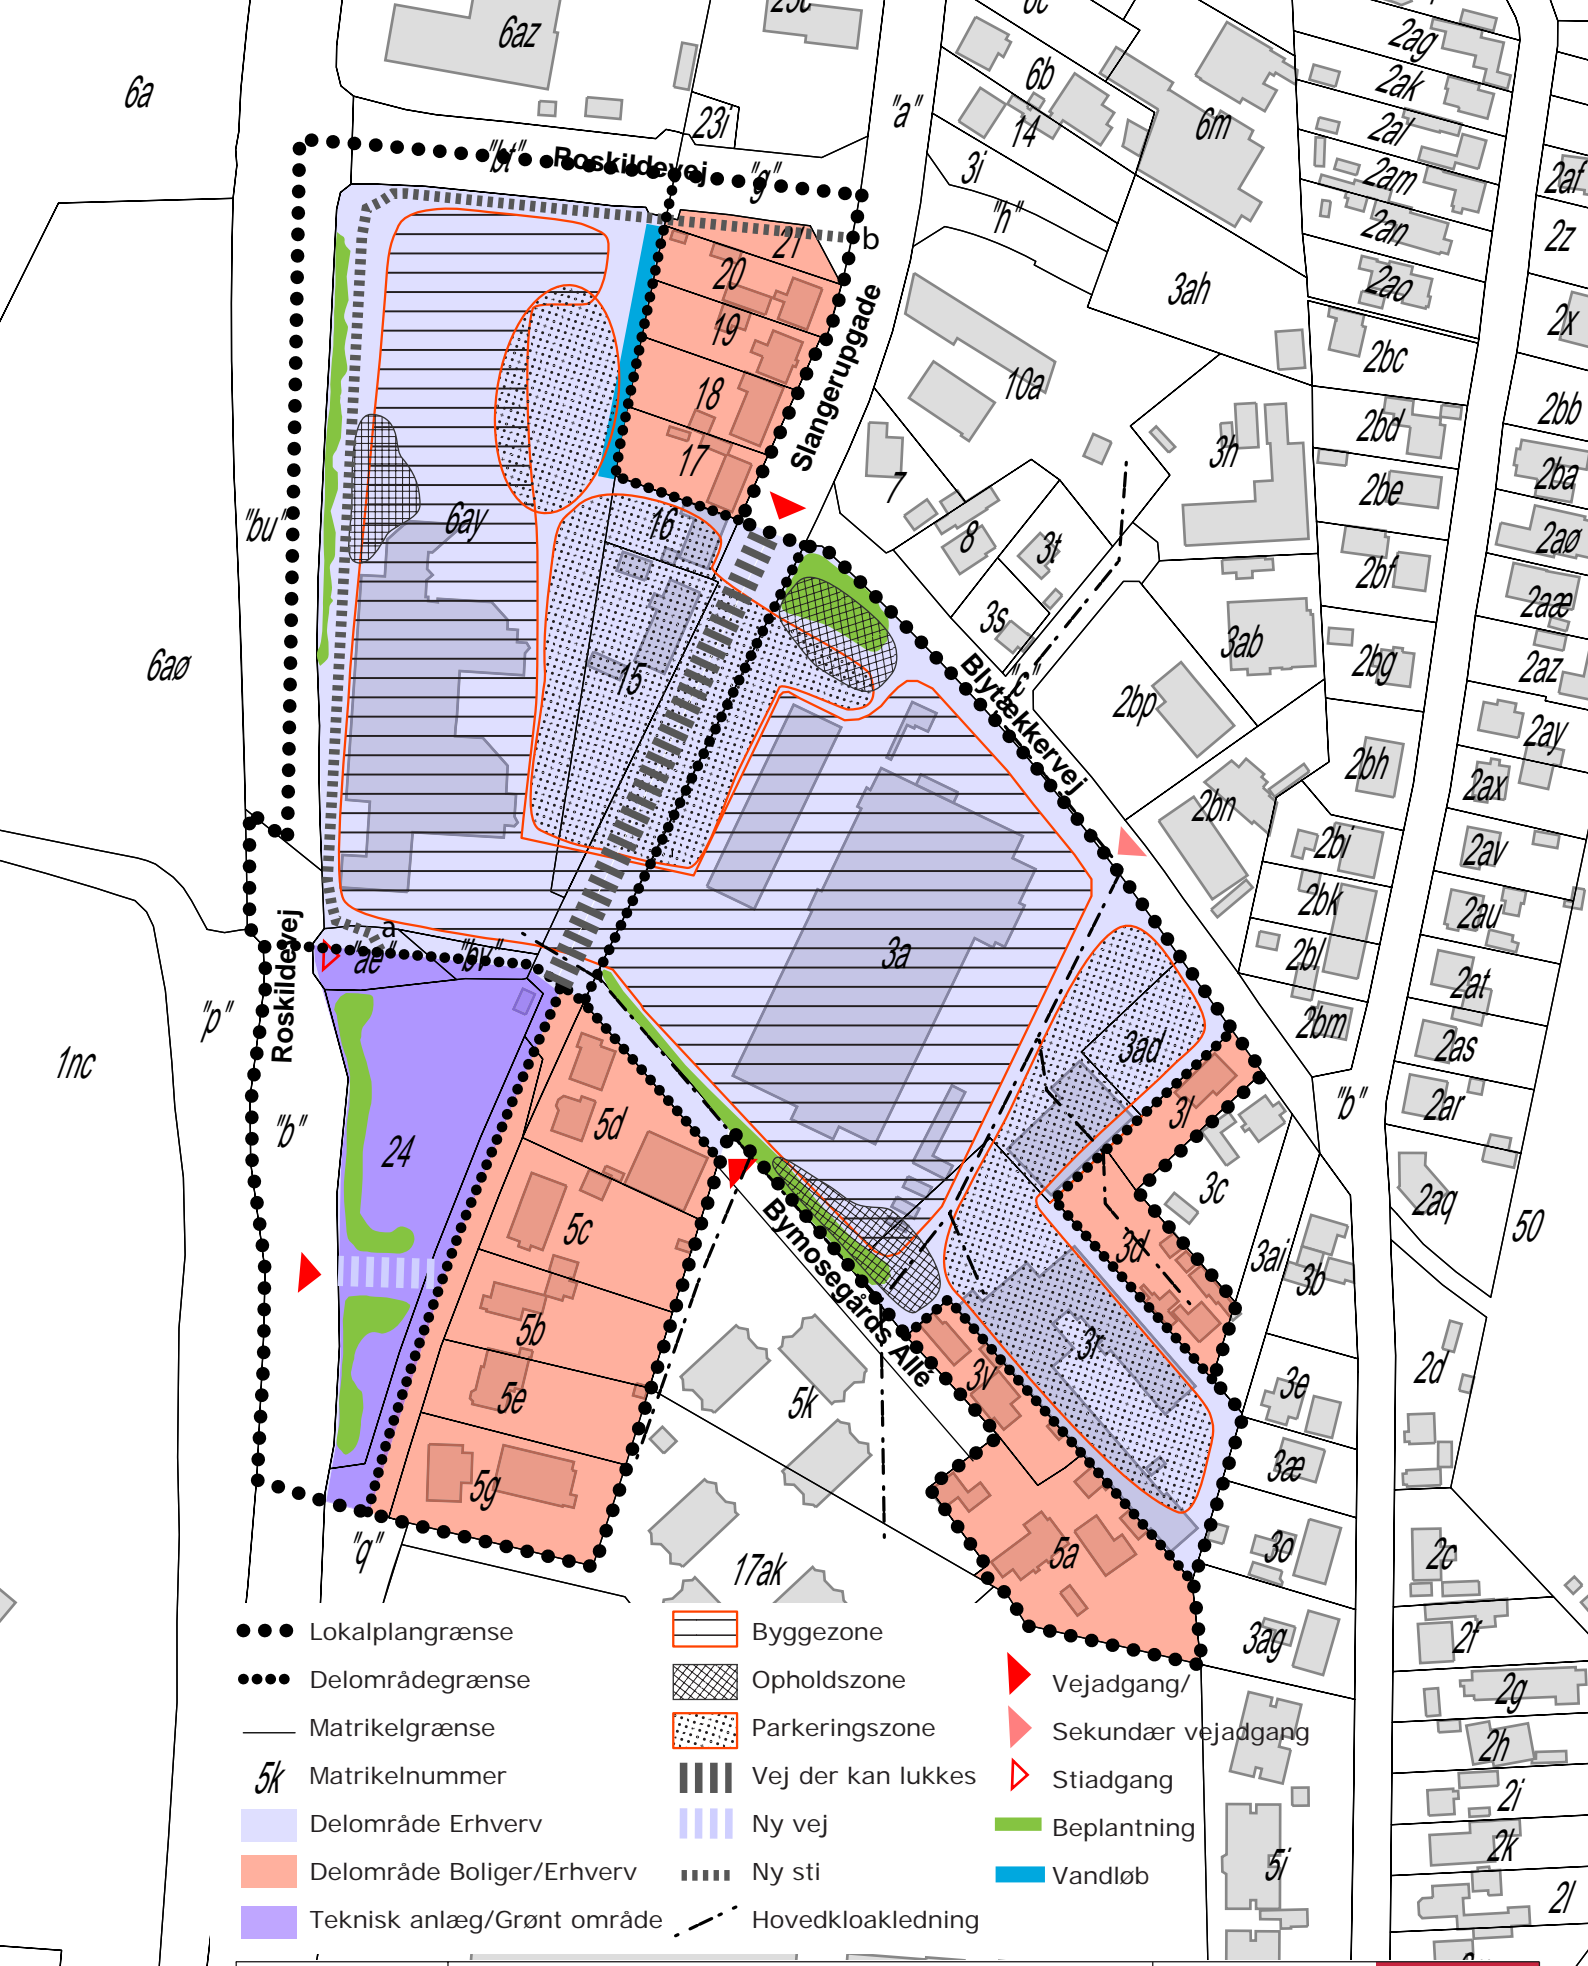 6az
6c
2ag
6a
6b
2ak
23i
"a"
14
6m
2al
"bt"
Roskildevej
"g"
3i
2am
2af
"h"
2an
2z
21
b
20
3ah
2ao
19
2x
Slangerupgade
2bc
18
10a
2bd
2bb
17
3h
7
2be
2ba
"bu"
6ay
16
8
3t
2aø
2bf
3s
2aæ
6aø
15
3ab
2bg
2az
"c"
Blytækkervej
2bp
2ay
2bh
2ax
2bn
2bi
2av
2bk
2au
Roskildevej
a
"ae"
"bv"
3a
2bl
2at
"p"
2bm
3ad
2as
1nc
"b"
24
5d
3l
"b"
2ar
3c
2aq
5c
50
Bymosegårds Allé
3d
3ai
3b
5b
3r
2d
5e
5k
3v
3e
5g
3æ
"q"
17ak
5a
3o
2c
Lokalplangrænse
Byggezone
3ag
2f
Delområdegrænse
Opholdszone
Vejadgang/
2g
Matrikelgrænse
Parkeringszone
Sekundær vejadgang
2h
5k
Matrikelnummer
Vej der kan lukkes
Stiadgang
2i
Delområde Erhverv
Ny vej
Beplantning
2k
Delområde Boliger/Erhverv
Ny sti
Vandløb
5i
2l
Teknisk anlæg/Grønt område
Hovedkloakledning